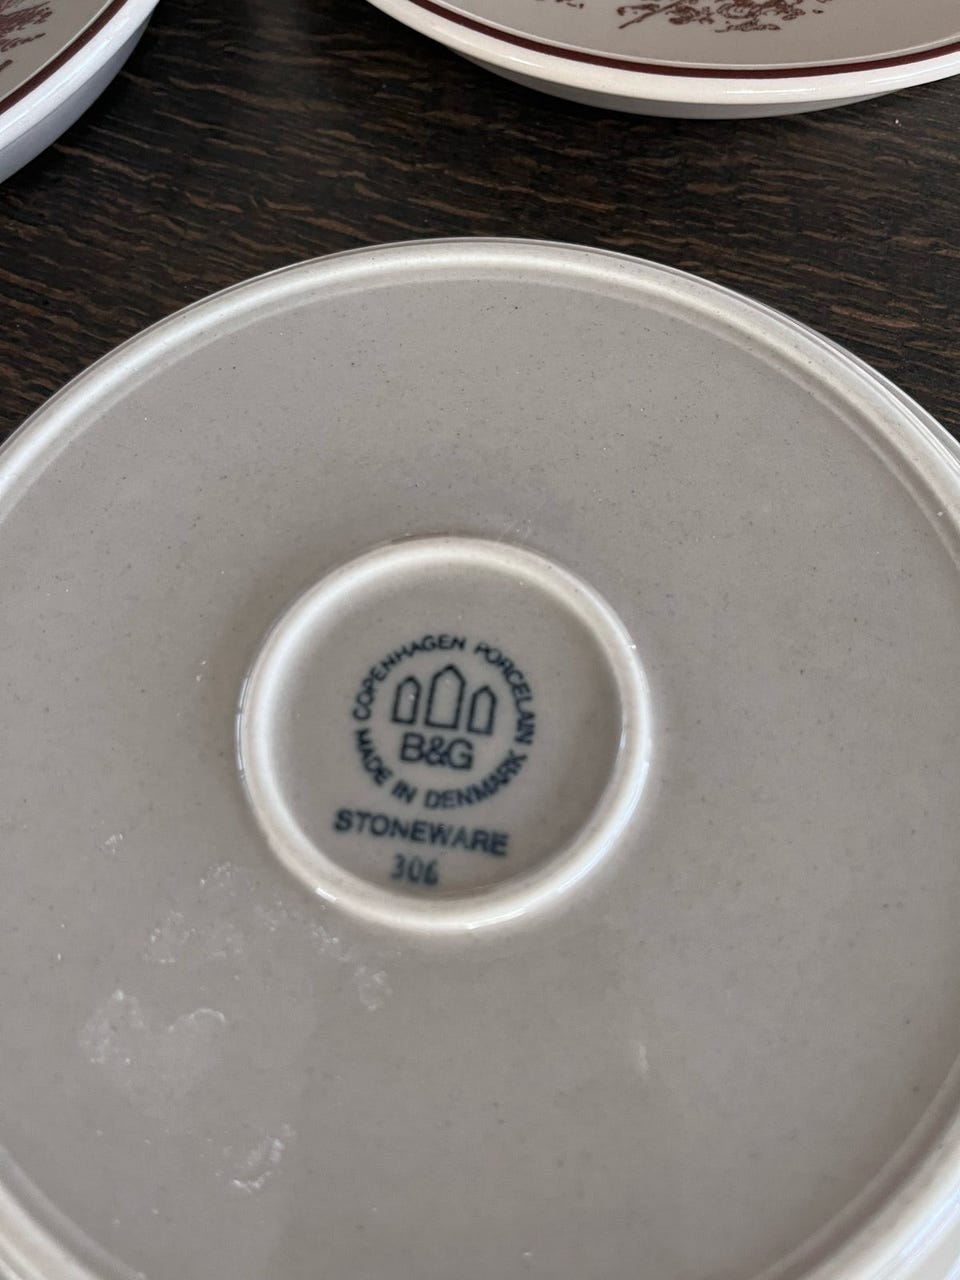 COPENHAGEN PORCELAIN
B&G
MADE IN DENMARK
STONEWARE
306